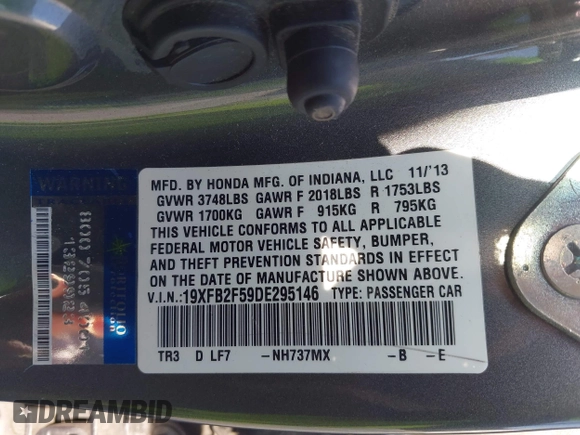 MFD. BY HONDA MFG. OF INDIANA, LLC 11/'13
GVWR 3748LBS GAWR F 2018LBS R 1753LBS
GVWR 1700KG GAWR F 915KG R 795KG
THIS VEHICLE CONFORMS TO ALL APPLICABLE
FEDERAL MOTOR VEHICLE SAFETY, BUMPER,
AND THEFT PREVENTION STANDARDS IN EFFECT
ON THE DATE OF MANUFACTURE SHOWN ABOVE.
V.I.N.:19XFB2F59DE295146 TYPE: PASSENGER CAR
TR3 D LF7 -NH737MX -B -E
WARNING
DREAMBID